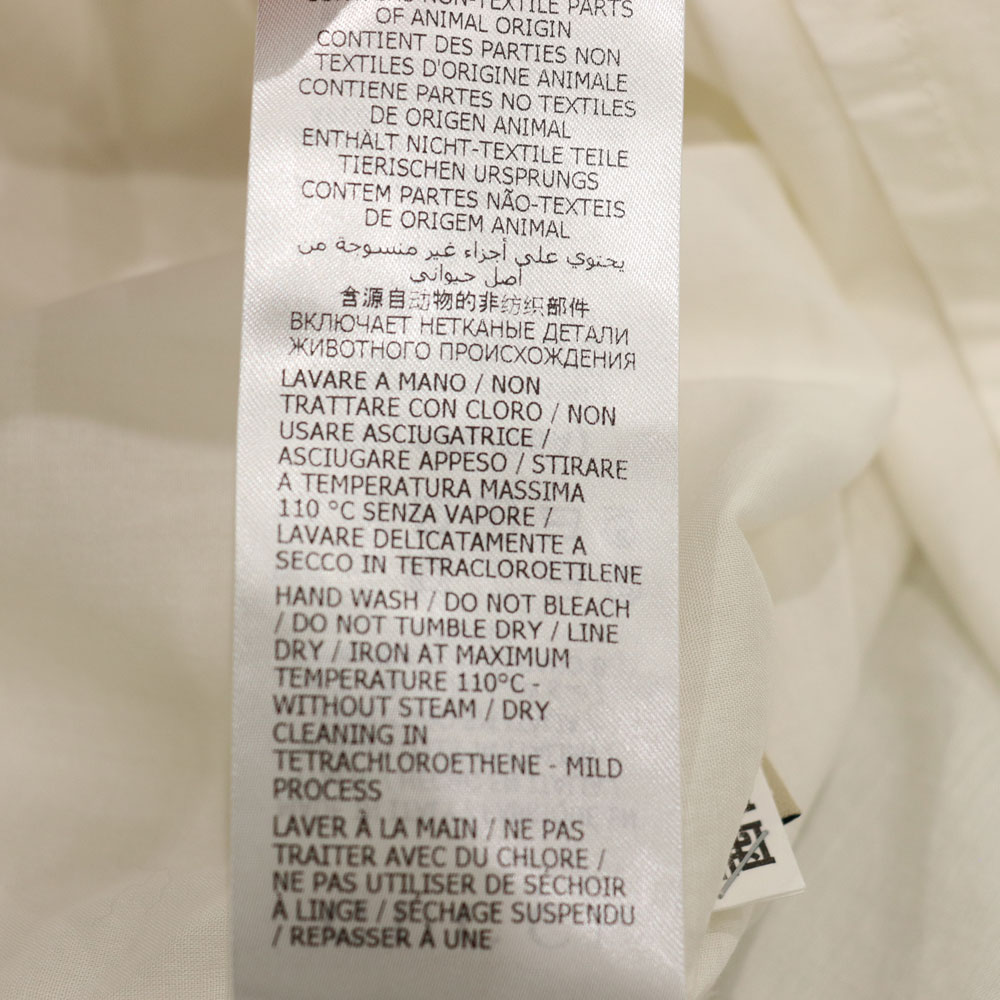 NON-TEXTILE PARTS
OF ANIMAL ORIGIN
CONTIENT DES PARTIES NON
TEXTILES D'ORIGINE ANIMALE
CONTIENE PARTES NO TEXTILES
DE ORIGEN ANIMAL
ENTHÀLT NICHT-TEXTILE TEILE
TIERISCHEN URSPRUNGS
CONTEM PARTES NÃO-TEXTEIS
DE ORIGEM ANIMAL
يحتوي على أجزاء غير منسوجة من
أصل حيواني
含源自动物的非纺织部件
ВКЛЮЧАЕТ НЕТКАНЫЕ ДЕТАЛИ
ЖИВОТНОГО ПРОИСХОЖДЕНИЯ
LAVARE A MANO / NON
TRATTARE CON CLORO / NON
USARE ASCIUGATRICE /
ASCIUGARE APPESO / STIRARE
A TEMPERATURA MASSIMA
110 °C SENZA VAPORE /
LAVARE DELICATAMENTE A
SECCO IN TETRACLOROETILENE
HAND WASH / DO NOT BLEACH
/ DO NOT TUMBLE DRY / LINE
DRY / IRON AT MAXIMUM
TEMPERATURE 110°C -
WITHOUT STEAM / DRY
CLEANING IN
TETRACHLOROETHENE - MILD
PROCESS
LAVER À LA MAIN / NE PAS
TRAITER AVEC DU CHLORE /
NE PAS UTILISER DE SÉCHOIR
À LINGE / SÉCHAGE SUSPENDU
/ REPASSER À UNE